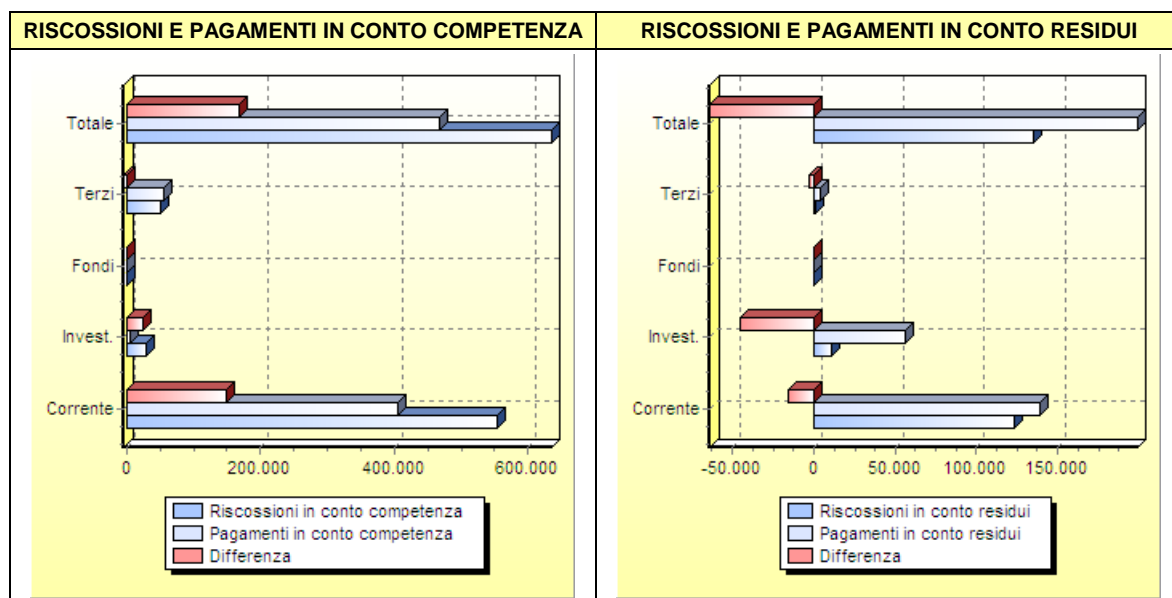 RISCOSSIONI E PAGAMENTI IN CONTO COMPETENZA
Totale
Terzi
Fondi
Invest.
Corrente
0 200.000 400.000 600.000
Riscossioni in conto competenza
Pagamenti in conto competenza
Differenza
RISCOSSIONI E PAGAMENTI IN CONTO RESIDUI
Totale
Terzi
Fondi
Invest.
Corrente
-50.000 0 50.000 100.000 150.000
Riscossioni in conto residui
Pagamenti in conto residui
Differenza